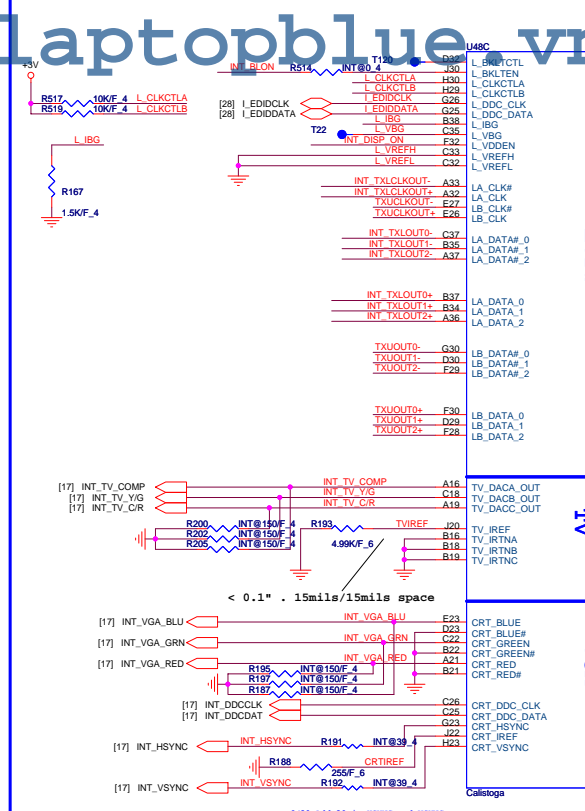 laptopblue.vn
U48C
+3V
INT_BLON R514 INT@0_4 T120 D32 L_BKLTCTL
J30 L_BKLTEN
L_CLKCTLA H30 L_CLKCTLA
L_CLKCTLB H29 L_CLKCTLB
R517 10K/F_4 L_CLKCTLA
R519 10K/F_4 L_CLKCTLB
[28] I_EDIDCLK I_EDIDCLK G26 L_DDC_CLK
[28] I_EDIDDATA I_EDIDDATA G25 L_DDC_DATA
L_IBG B38 L_IBG
T22 L_VBG C35 L_VBG
INT_DISP_ON F32 L_VDDEN
L_VREFH C33 L_VREFH
L_VREFL C32 L_VREFL
L_IBG
R167
1.5K/F_4
INT_TXLCLKOUT- A33 LA_CLK#
INT_TXLCLKOUT+ A32 LA_CLK
TXUCLKOUT- E27 LB_CLK#
TXUCLKOUT+ E26 LB_CLK
INT_TXLOUT0- C37 LA_DATA#_0
INT_TXLOUT1- B35 LA_DATA#_1
INT_TXLOUT2- A37 LA_DATA#_2
INT_TXLOUT0+ B37 LA_DATA_0
INT_TXLOUT1+ B34 LA_DATA_1
INT_TXLOUT2+ A36 LA_DATA_2
TXUOUT0- G30 LB_DATA#_0
TXUOUT1- D30 LB_DATA#_1
TXUOUT2- F29 LB_DATA#_2
TXUOUT0+ F30 LB_DATA_0
TXUOUT1+ D29 LB_DATA_1
TXUOUT2+ F28 LB_DATA_2
[17] INT_TV_COMP INT_TV_COMP A16 TV_DACA_OUT
[17] INT_TV_Y/G INT_TV_Y/G C18 TV_DACB_OUT
[17] INT_TV_C/R INT_TV_C/R A19 TV_DACC_OUT
TV
R200 INT@150/F_4 R193 TVIREF J20 TV_IREF
R202 INT@150/F_4 B16 TV_IRTNA
R205 INT@150/F_4 4.99K/F_6 B18 TV_IRTNB
B19 TV_IRTNC
< 0.1" . 15mils/15mils space
[17] INT_VGA_BLU INT_VGA_BLU E23 CRT_BLUE
D23 CRT_BLUE#
[17] INT_VGA_GRN INT_VGA_GRN C22 CRT_GREEN
B22 CRT_GREEN#
[17] INT_VGA_RED INT_VGA_RED A21 CRT_RED
R195 INT@150/F_4 B21 CRT_RED#
R197 INT@150/F_4
R187 INT@150/F_4
[17] INT_DDCCLK C26 CRT_DDC_CLK
[17] INT_DDCDAT C25 CRT_DDC_DATA
G23 CRT_HSYNC
J22 CRT_IREF
[17] INT_HSYNC INT_HSYNC R191 INT@39_4 H23 CRT_VSYNC
R188 CRTIREF
255/F_6
[17] INT_VSYNC INT_VSYNC R192 INT@39_4
Calistoga